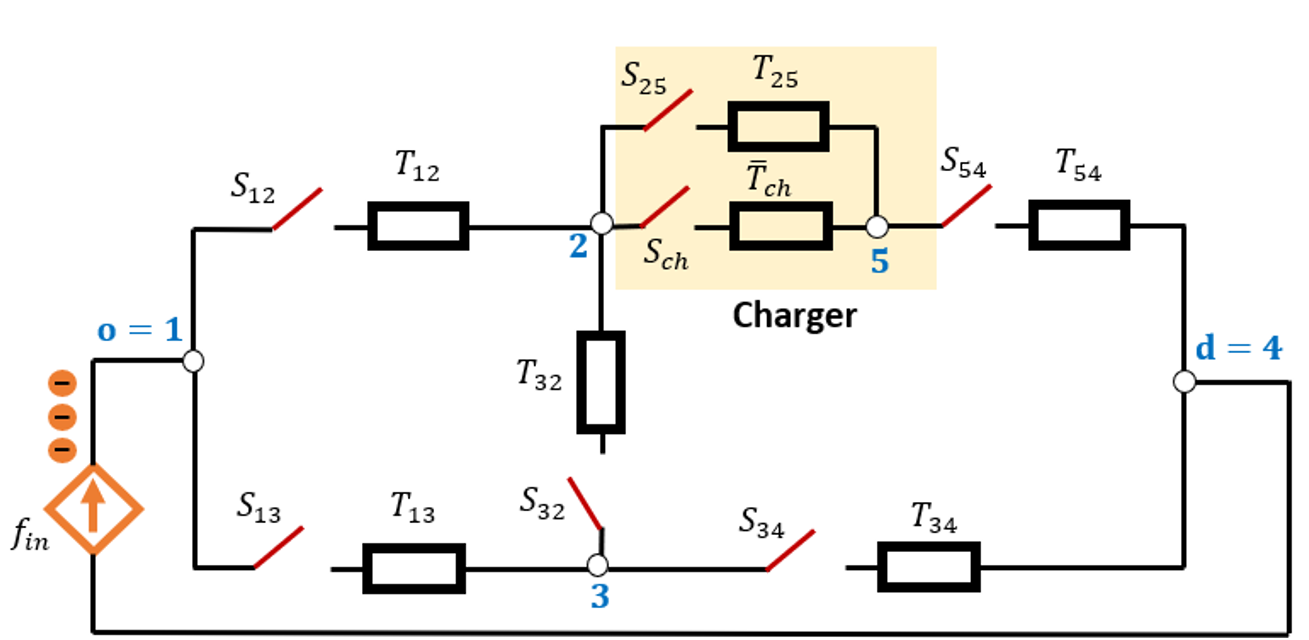 S₂₅
T₂₅
S₁₂
T₁₂
T̅ch
S₅₄
T₅₄
2
Sch
5
o = 1
Charger
d = 4
T₃₂
fin
S₁₃
T₁₃
S₃₂
S₃₄
T₃₄
3